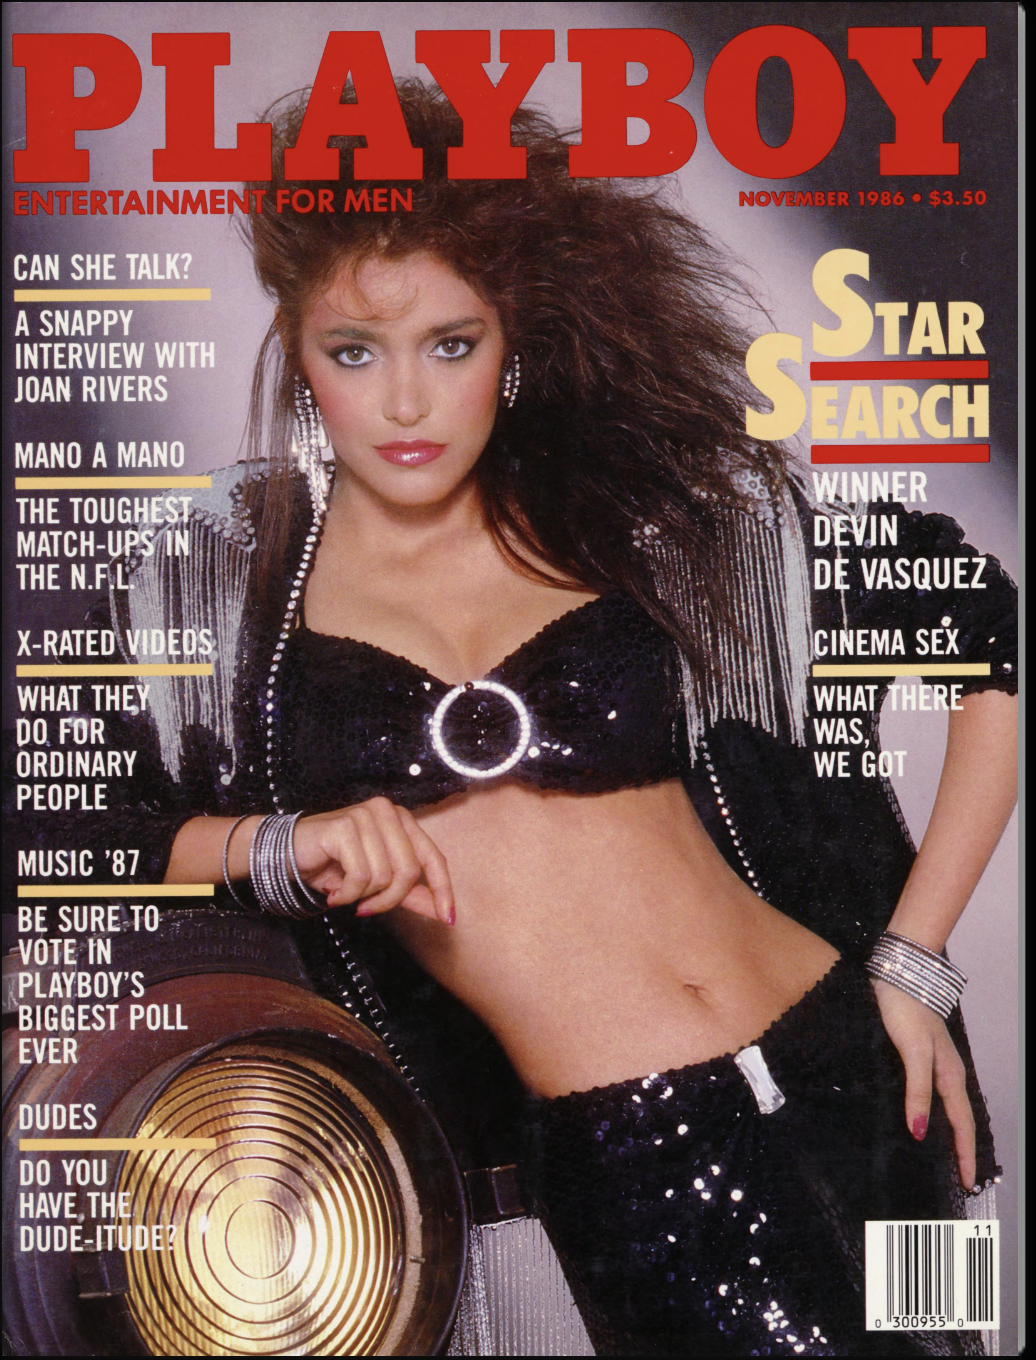 PLAYBOY
ENTERTAINMENT FOR MEN
NOVEMBER 1986 • $3.50
CAN SHE TALK?
A SNAPPY
INTERVIEW WITH
JOAN RIVERS
MANO A MANO
THE TOUGHEST
MATCH-UPS IN
THE N.F.L.
X-RATED VIDEOS
WHAT THEY
DO FOR
ORDINARY
PEOPLE
MUSIC '87
BE SURE TO
VOTE IN
PLAYBOY'S
BIGGEST POLL
EVER
DUDES
DO YOU
HAVE THE
DUDE-ITUDE?
STAR
SEARCH
WINNER
DEVIN
DE VASQUEZ
CINEMA SEX
WHAT THERE
WAS,
WE GOT
11
0 300955 0